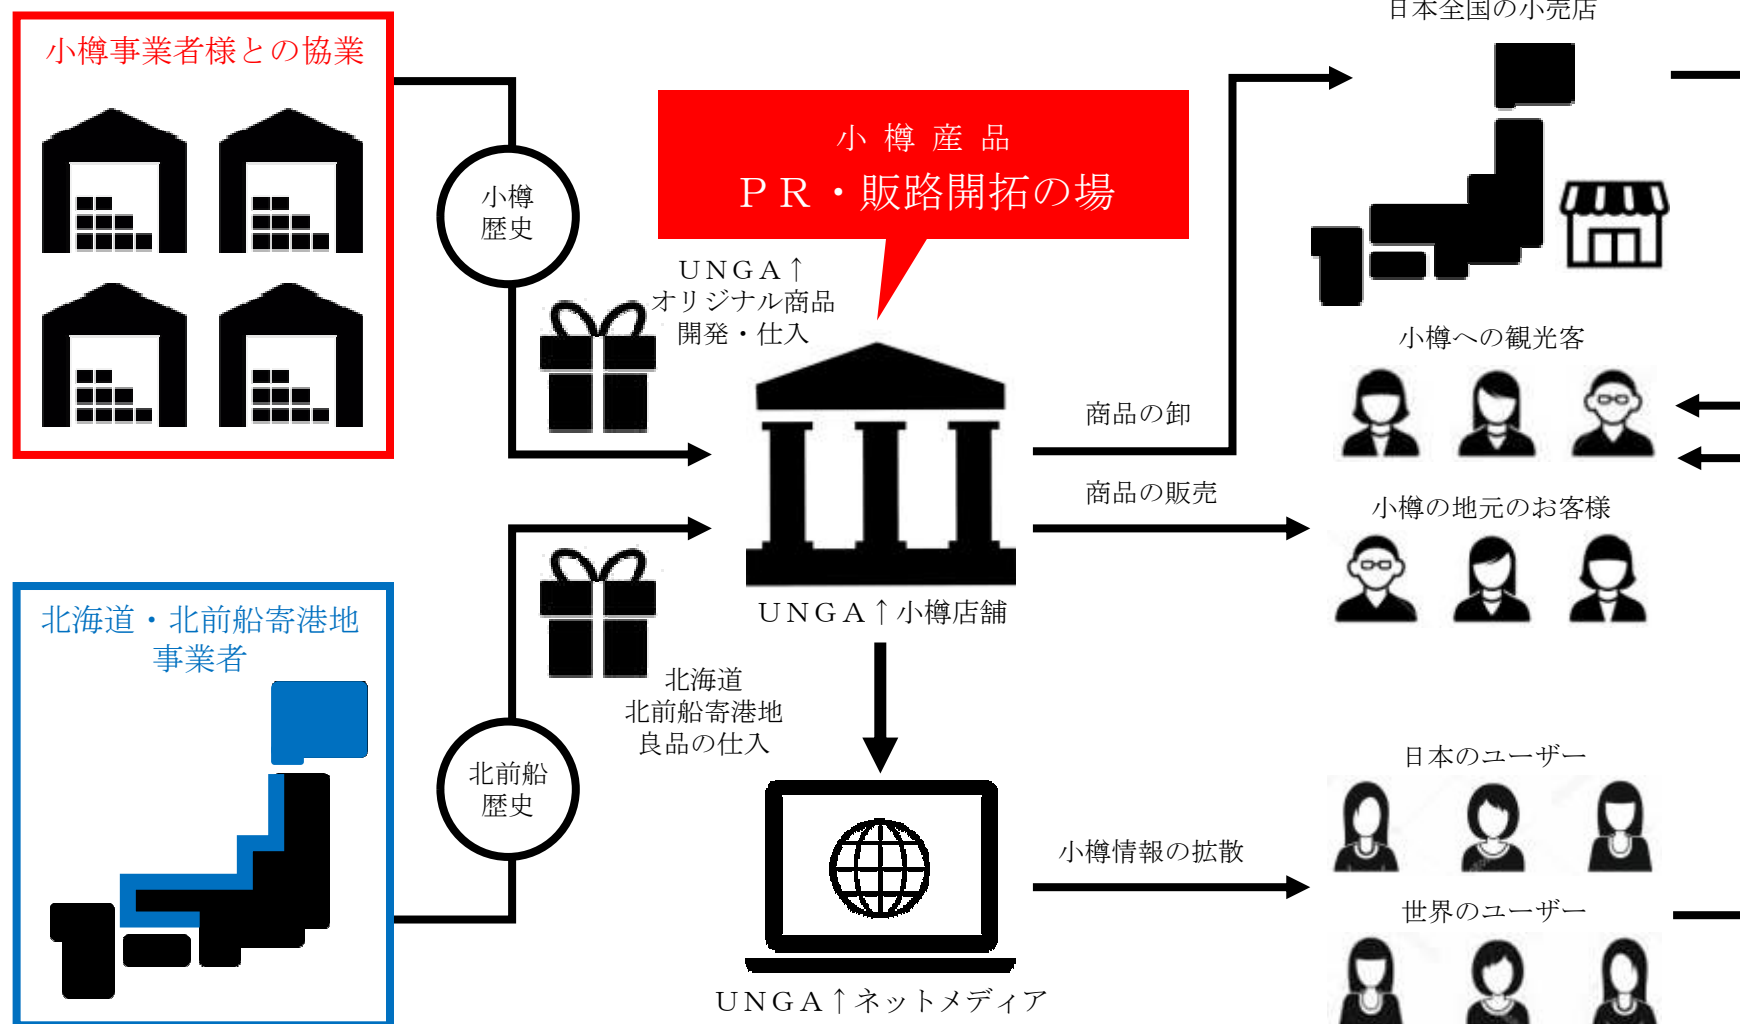 小樽事業者様との協業
小樽
歴史
小樽産品
ＰＲ・販路開拓の場
ＵＮＧＡ↑
オリジナル商品
開発・仕入
日本全国の小売店
小樽への観光客
商品の卸
商品の販売
小樽の地元のお客様
ＵＮＧＡ↑小樽店舗
北海道・北前船寄港地
事業者
北前船
歴史
北海道
北前船寄港地
良品の仕入
日本のユーザー
小樽情報の拡散
世界のユーザー
ＵＮＧＡ↑ネットメディア